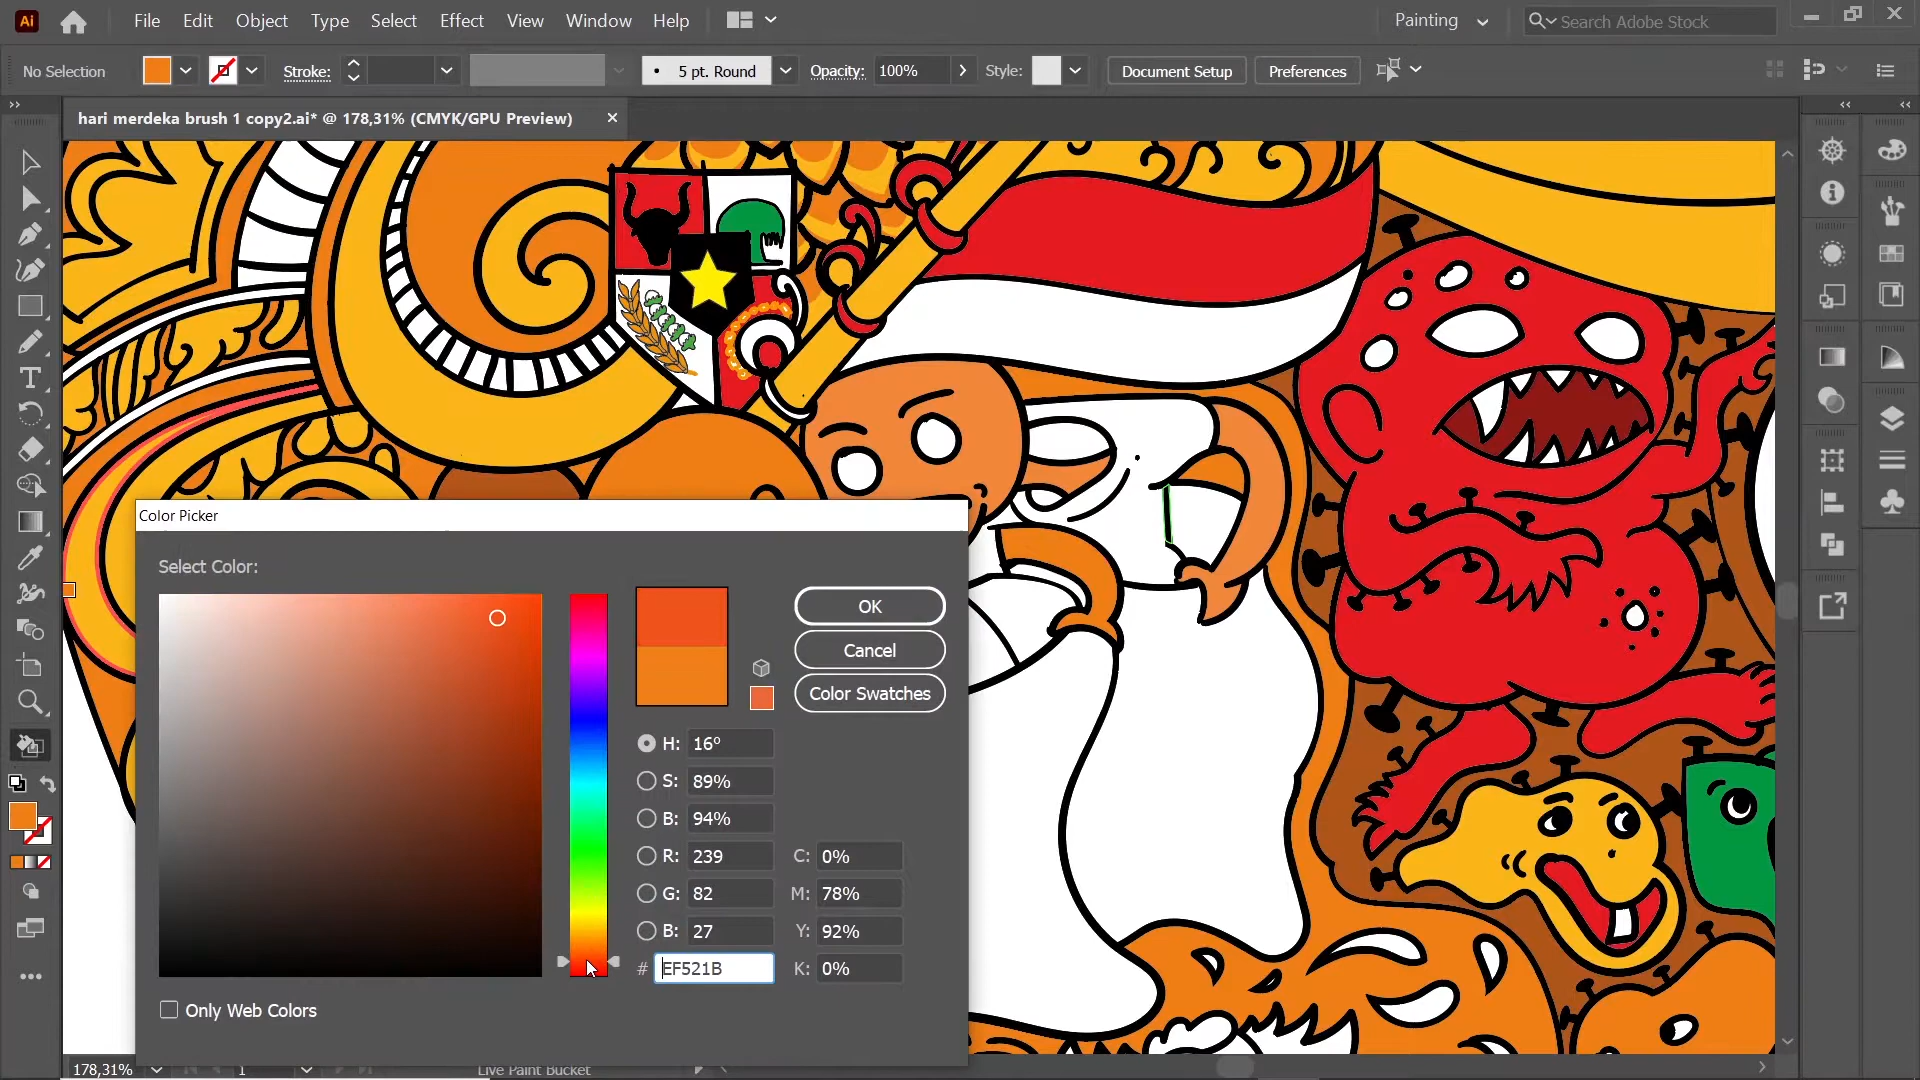 Ai File Edit Object Type Select Effect View Window Help Painting Search Adobe Stock
No Selection Stroke: 5 pt. Round Opacity: 100% Style: Document Setup Preferences
hari merdeka brush 1 copy2.ai* @ 178,31% (CMYK/GPU Preview)
Color Picker
Select Color:
OK
Cancel
Color Swatches
H: 16°
S: 89%
B: 94%
R: 239 C: 0%
G: 82 M: 78%
B: 27 Y: 92%
# EF521B K: 0%
Only Web Colors
178,31% 1 Live Paint Bucket